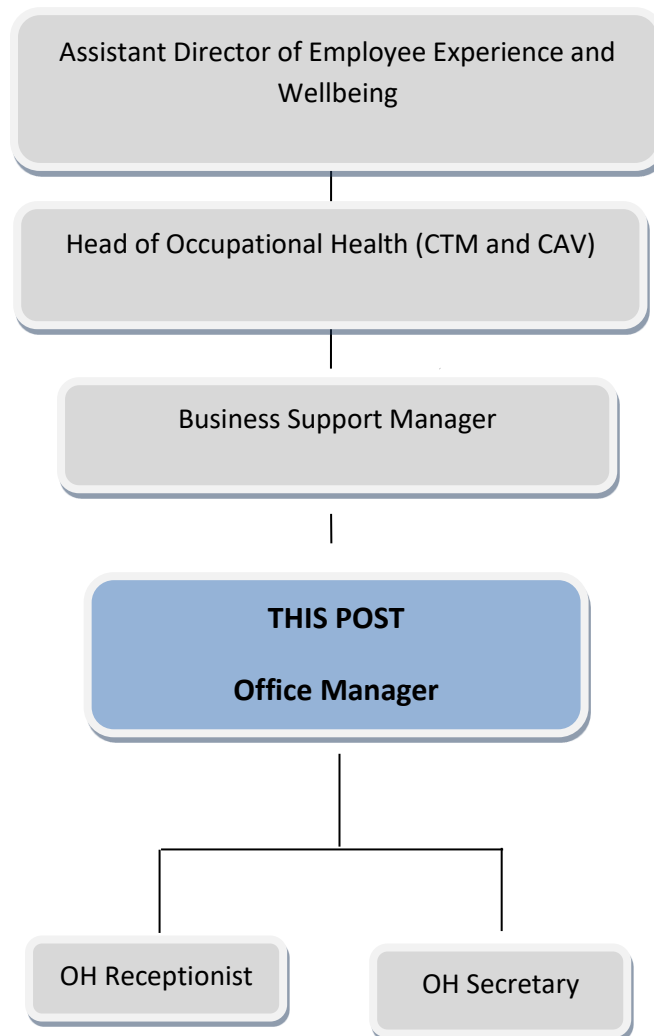 Assistant Director of Employee Experience and
Wellbeing
Head of Occupational Health (CTM and CAV)
Business Support Manager
THIS POST
Office Manager
OH Receptionist
OH Secretary